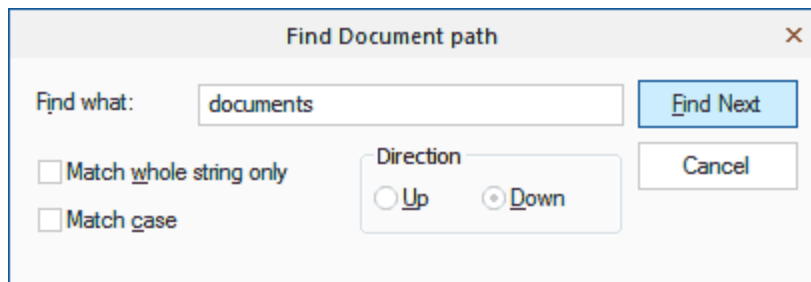 Find Document path
Find what:
documents
Find Next
Match whole string only
Direction
Cancel
Up
Down
Match case